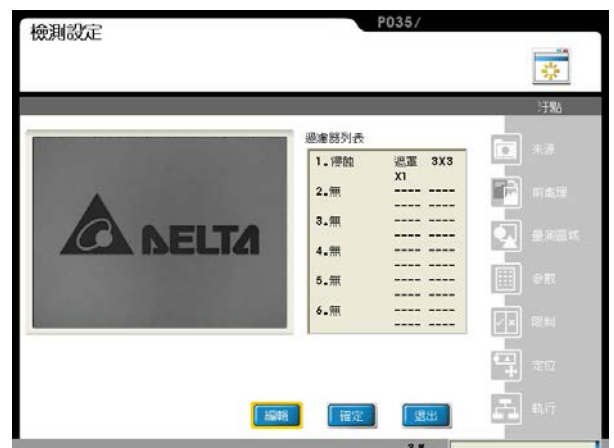 檢測設定
P035/
汙點
過濾器列表
1.侵蝕 遮罩 3X3
X1
2.無 ---- ----
---- ----
3.無 ---- ----
---- ----
4.無 ---- ----
---- ----
5.無 ---- ----
---- ----
6.無 ---- ----
---- ----
DELTA
來源
前處理
量測區域
參數
限制
定位
執行
編輯
確定
退出